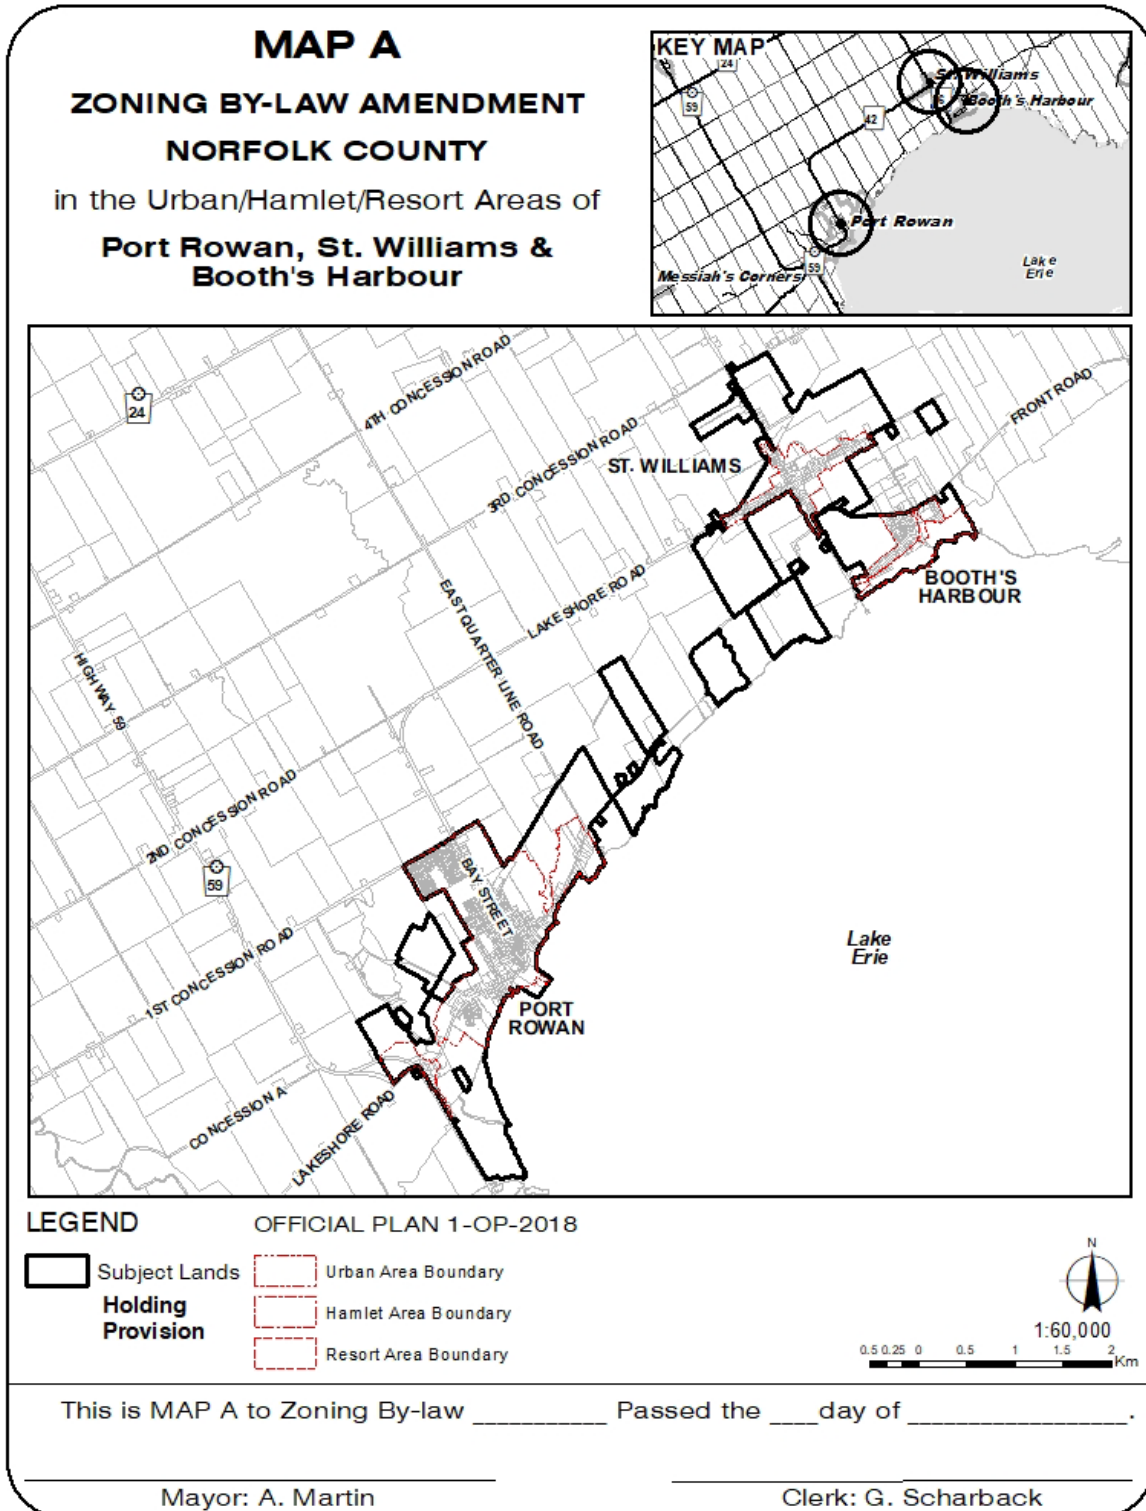 MAP A
ZONING BY-LAW AMENDMENT
NORFOLK COUNTY
in the Urban/Hamlet/Resort Areas of
Port Rowan, St. Williams &
Booth's Harbour
KEY MAP
24
59
St. Williams
16
Booth's Harbour
42
Port Rowan
59
Messiah's Corners
Lake
Erie
24
4TH CONCESSION ROAD
3RD CONCESSION ROAD
FRONT ROAD
ST. WILLIAMS
LAKESHORE ROAD
EAST QUARTER LINE ROAD
BOOTH'S
HARBOUR
HIGHWAY 59
2ND CONCESSION ROAD
59
BAY STREET
1ST CONCESSION ROAD
Lake
Erie
PORT
ROWAN
CONCESSION A
LAKESHORE ROAD
LEGEND
OFFICIAL PLAN 1-OP-2018
Subject Lands
Holding
Provision
Urban Area Boundary
Hamlet Area Boundary
Resort Area Boundary
N
1:60,000
0.5 0.25 0 0.5 1 1.5 2
Km
This is MAP A to Zoning By-law ___________ Passed the ____day of __________________.
Mayor: A. Martin
Clerk: G. Scharback